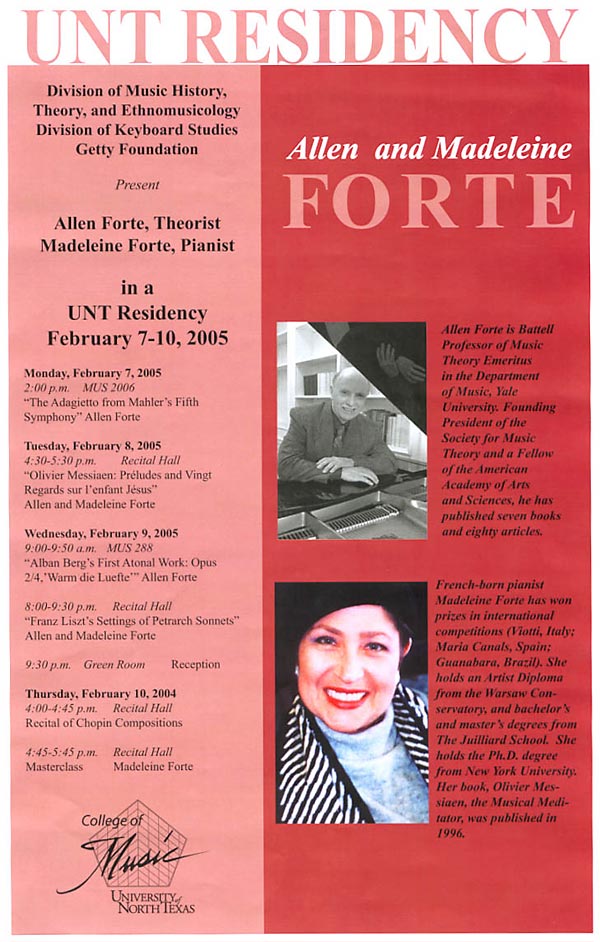 UNT RESIDENCY
Division of Music History,
Theory, and Ethnomusicology
Division of Keyboard Studies
Getty Foundation
Present
Allen Forte, Theorist
Madeleine Forte, Pianist
in a
UNT Residency
February 7-10, 2005
Monday, February 7, 2005
2:00 p.m. MUS 2006
“The Adagietto from Mahler’s Fifth
Symphony” Allen Forte
Tuesday, February 8, 2005
4:30-5:30 p.m. Recital Hall
“Olivier Messiaen: Préludes and Vingt
Regards sur l’enfant Jésus”
Allen and Madeleine Forte
Wednesday, February 9, 2005
9:00-9:50 a.m. MUS 288
“Alban Berg’s First Atonal Work: Opus
2/4,’Warm die Luefte’” Allen Forte
8:00-9:30 p.m. Recital Hall
“Franz Liszt’s Settings of Petrarch Sonnets”
Allen and Madeleine Forte
9:30 p.m. Green Room Reception
Thursday, February 10, 2004
4:00-4:45 p.m. Recital Hall
Recital of Chopin Compositions
4:45-5:45 p.m. Recital Hall
Masterclass Madeleine Forte
College of
Music
UNIVERSITY of
NORTH TEXAS
Allen and Madeleine
FORTE
Allen Forte is Battell
Professor of Music
Theory Emeritus
in the Department
of Music, Yale
University. Founding
President of the
Society for Music
Theory and a Fellow
of the American
Academy of Arts
and Sciences, he has
published seven books
and eighty articles.
French-born pianist
Madeleine Forte has won
prizes in international
competitions (Viotti, Italy;
Maria Canals, Spain;
Guanabara, Brazil). She
holds an Artist Diploma
from the Warsaw Con-
servatory, and bachelor’s
and master’s degrees from
The Juilliard School. She
holds the Ph.D. degree
from New York University.
Her book, Olivier Mes-
siaen, the Musical Medi-
tator, was published in
1996.